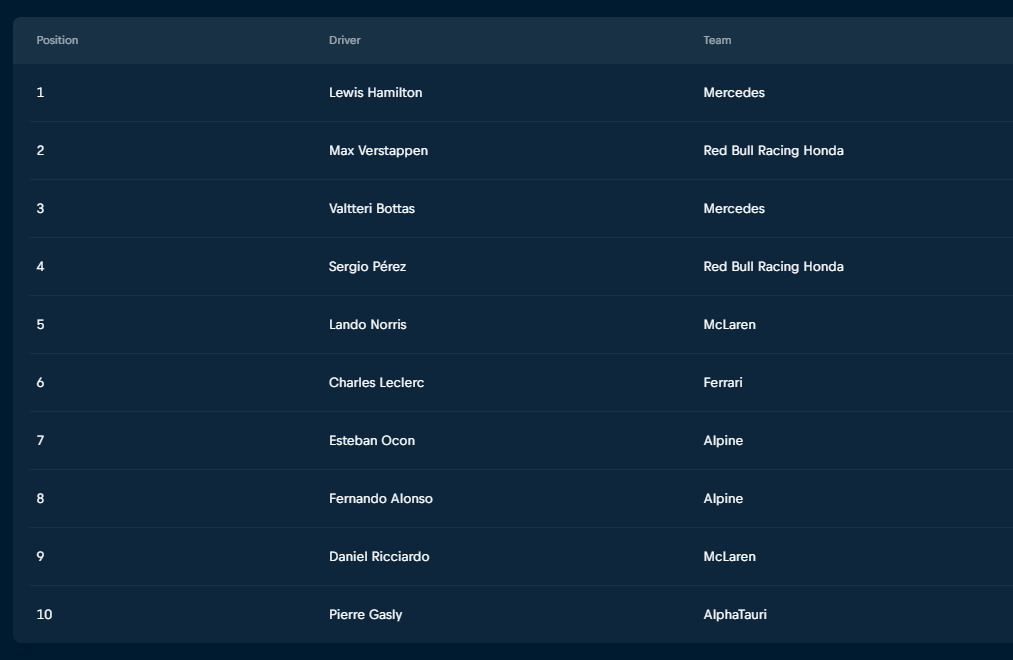 Position Driver Team
1 Lewis Hamilton Mercedes
2 Max Verstappen Red Bull Racing Honda
3 Valtteri Bottas Mercedes
4 Sergio Pérez Red Bull Racing Honda
5 Lando Norris McLaren
6 Charles Leclerc Ferrari
7 Esteban Ocon Alpine
8 Fernando Alonso Alpine
9 Daniel Ricciardo McLaren
10 Pierre Gasly AlphaTauri